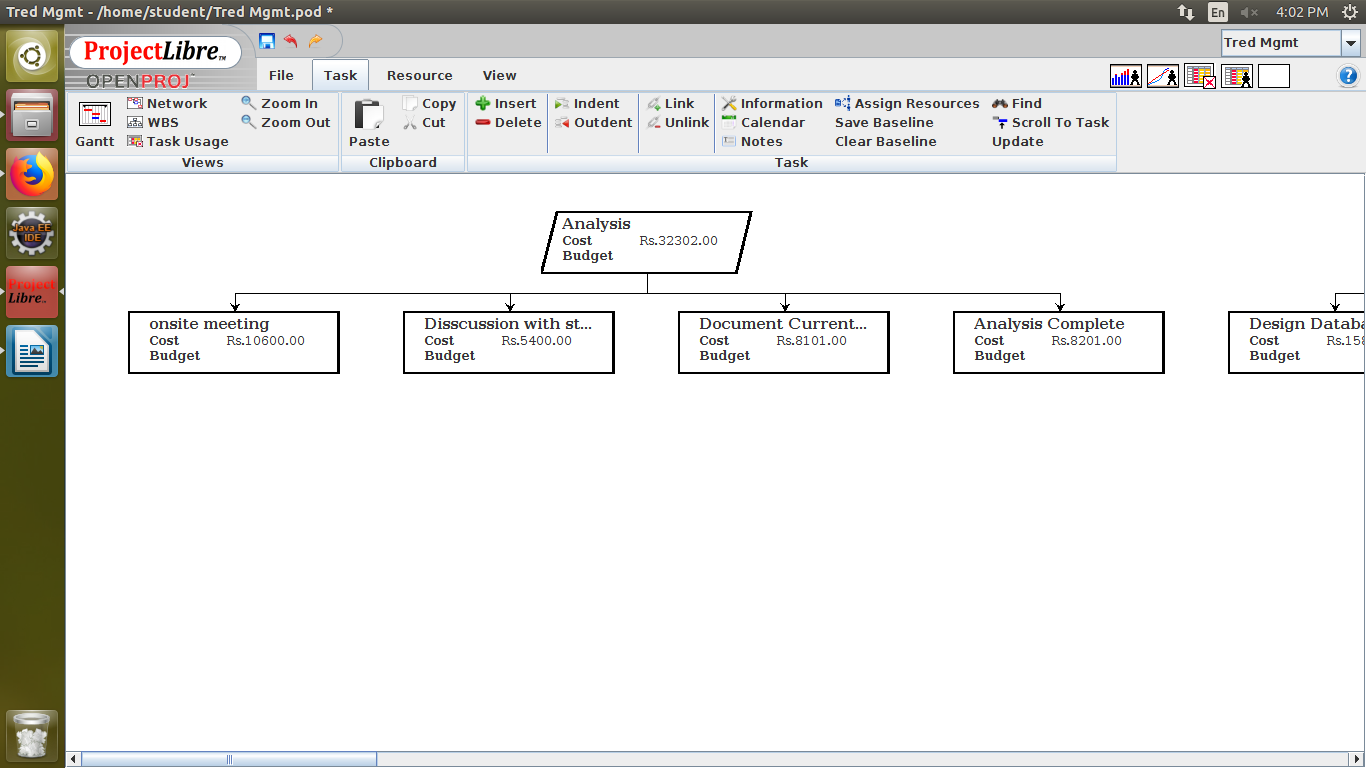 Tred Mgmt - /home/student/Tred Mgmt.pod *
En
4:02 PM
ProjectLibre TM
OPENPROJ
Tred Mgmt
File Task Resource View
Network Zoom In Copy Insert Indent Link Information Assign Resources Find
WBS Zoom Out Cut Delete Outdent Unlink Calendar Save Baseline Scroll To Task
Gantt Task Usage Paste Notes Clear Baseline Update
Views Clipboard Task
Java EE
IDE
Project
Libre
Analysis
Cost Rs.32302.00
Budget
onsite meeting
Cost Rs.10600.00
Budget
Disscussion with st...
Cost Rs.5400.00
Budget
Document Current...
Cost Rs.8101.00
Budget
Analysis Complete
Cost Rs.8201.00
Budget
Design Databa
Cost Rs.158
Budget